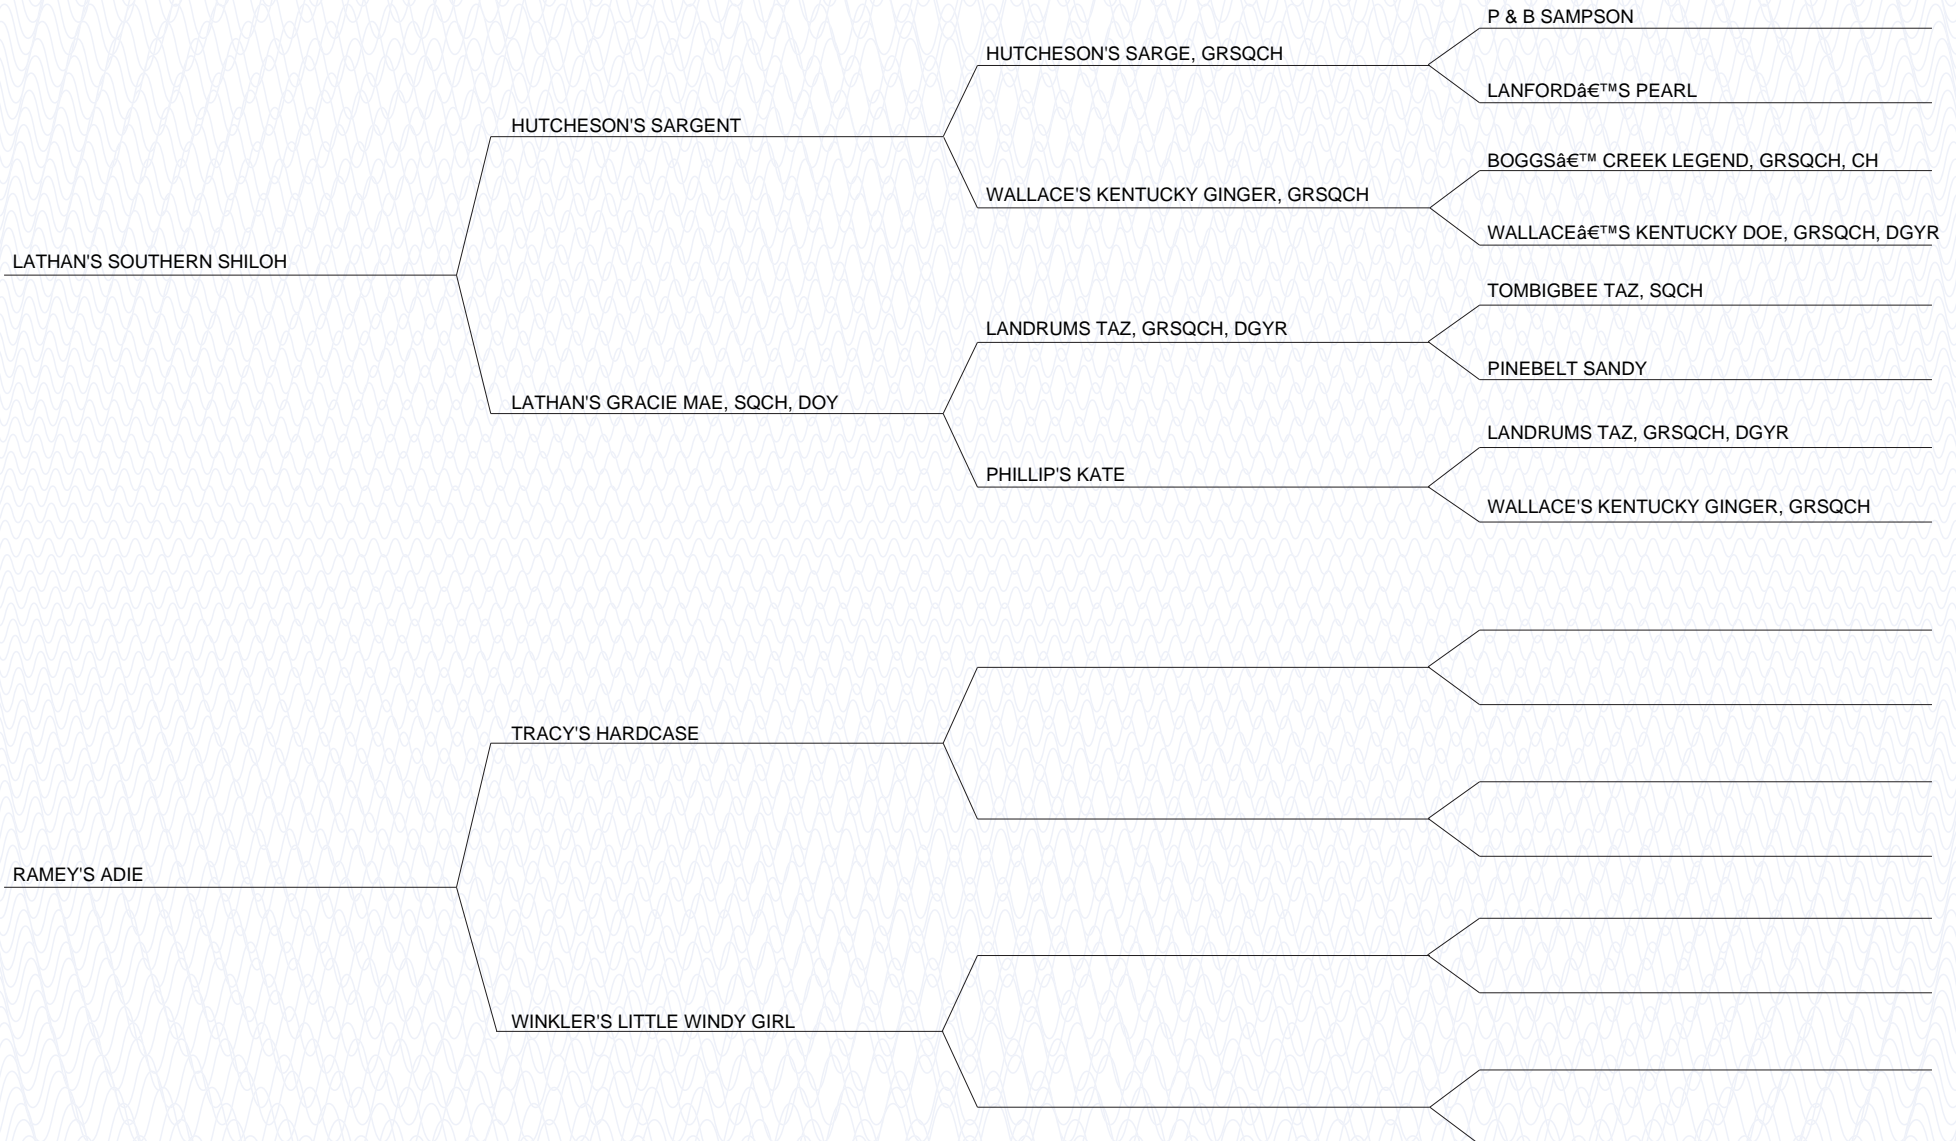 P & B SAMPSON
HUTCHESON'S SARGE, GRSQCH
LANFORDâ€™S PEARL
HUTCHESON'S SARGENT
BOGGSâ€™ CREEK LEGEND, GRSQCH, CH
WALLACE'S KENTUCKY GINGER, GRSQCH
WALLACEâ€™S KENTUCKY DOE, GRSQCH, DGYR
LATHAN'S SOUTHERN SHILOH
TOMBIGBEE TAZ, SQCH
LANDRUMS TAZ, GRSQCH, DGYR
PINEBELT SANDY
LATHAN'S GRACIE MAE, SQCH, DOY
LANDRUMS TAZ, GRSQCH, DGYR
PHILLIP'S KATE
WALLACE'S KENTUCKY GINGER, GRSQCH
TRACY'S HARDCASE
RAMEY'S ADIE
WINKLER'S LITTLE WINDY GIRL